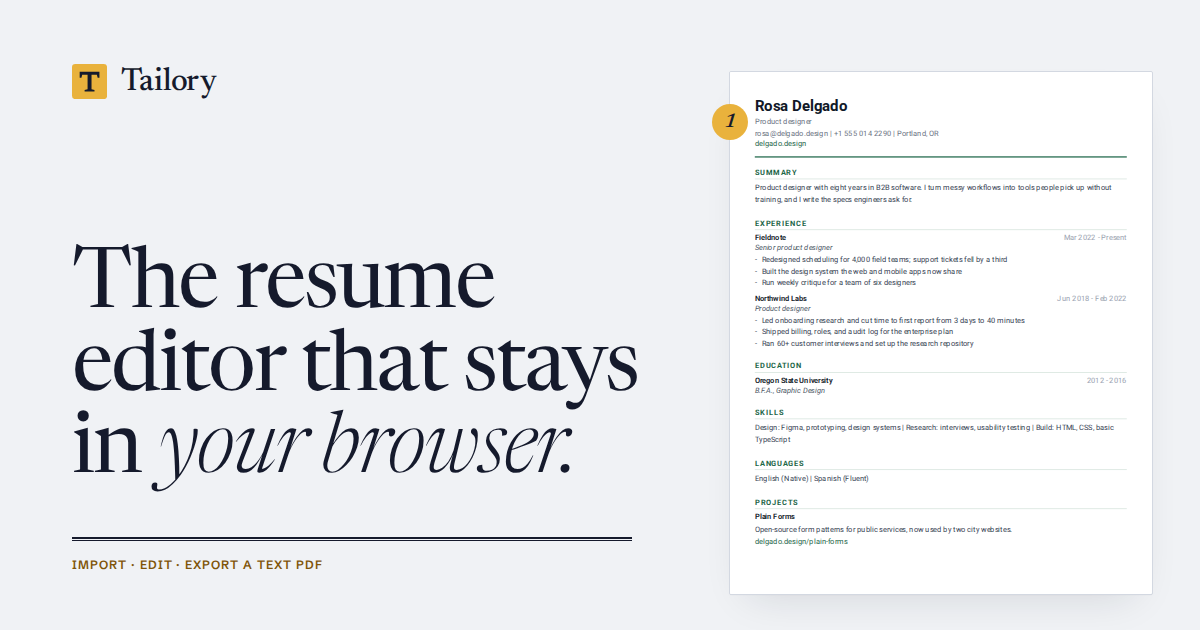 T Tailory
The resume
editor that stays
in your browser.
IMPORT · EDIT · EXPORT A TEXT PDF
1
Rosa Delgado
Product designer
rosa@delgado.design | +1 555 014 2290 | Portland, OR
delgado.design
SUMMARY
Product designer with eight years in B2B software. I turn messy workflows into tools people pick up without
training, and I write the specs engineers ask for.
EXPERIENCE
Fieldnote Mar 2022 - Present
Senior product designer
- Redesigned scheduling for 4,000 field teams; support tickets fell by a third
- Built the design system the web and mobile apps now share
- Run weekly critique for a team of six designers
Northwind Labs Jun 2018 - Feb 2022
Product designer
- Led onboarding research and cut time to first report from 3 days to 40 minutes
- Shipped billing, roles, and audit log for the enterprise plan
- Ran 60+ customer interviews and set up the research repository
EDUCATION
Oregon State University 2012 - 2016
B.F.A., Graphic Design
SKILLS
Design: Figma, prototyping, design systems | Research: interviews, usability testing | Build: HTML, CSS, basic
TypeScript
LANGUAGES
English (Native) | Spanish (Fluent)
PROJECTS
Plain Forms
Open-source form patterns for public services, now used by two city websites.
delgado.design/plain-forms